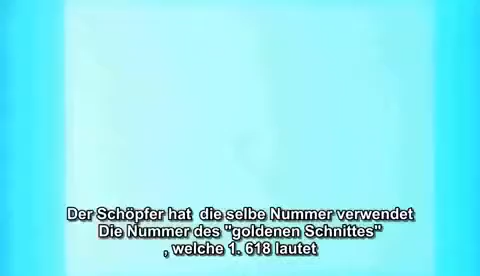 Der Schöpfer hat  die selbe Nummer verwendet
Die Nummer des "goldenen Schnittes"
, welche 1. 618 lautet